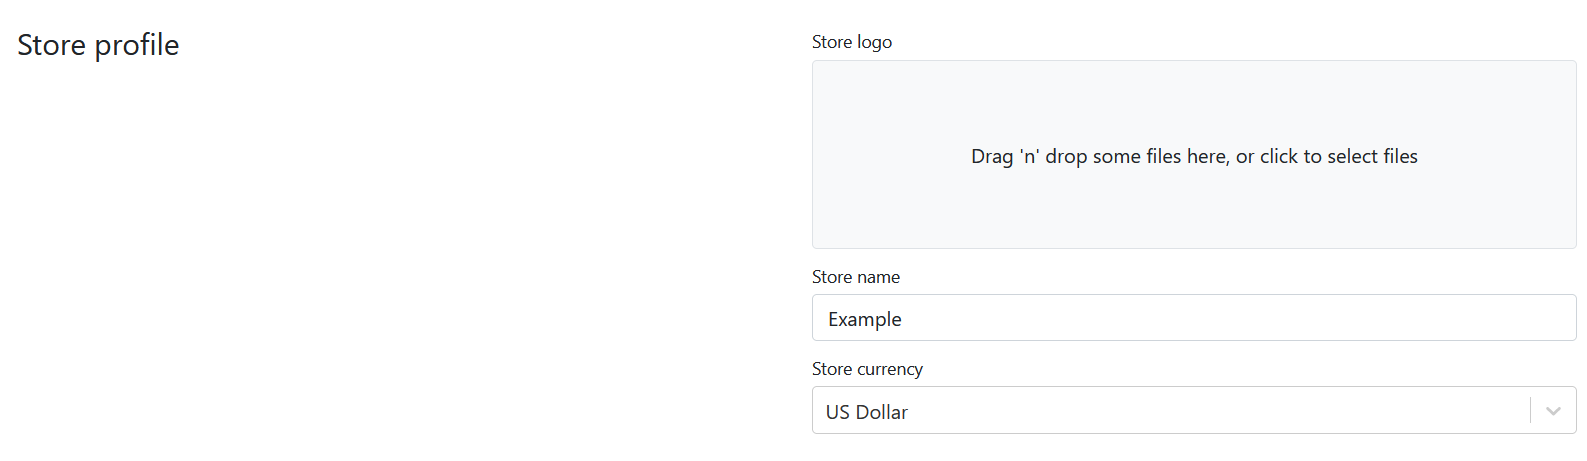 Store profile
Store logo
Drag 'n' drop some files here, or click to select files
Store name
Example
Store currency
US Dollar